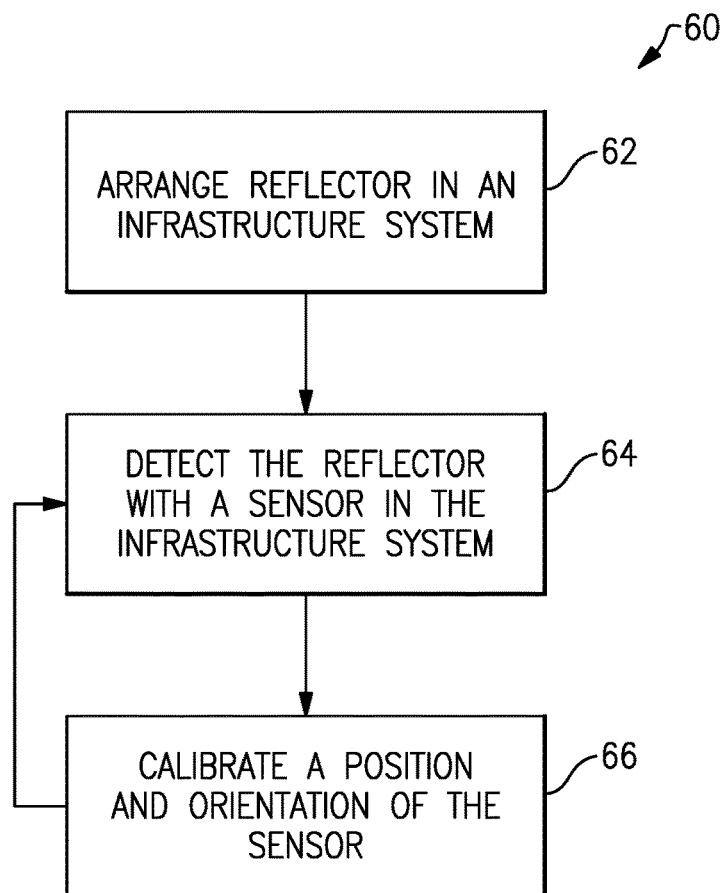 60
62
ARRANGE REFLECTOR IN AN
INFRASTRUCTURE SYSTEM
64
DETECT THE REFLECTOR
WITH A SENSOR IN THE
INFRASTRUCTURE SYSTEM
66
CALIBRATE A POSITION
AND ORIENTATION OF THE
SENSOR